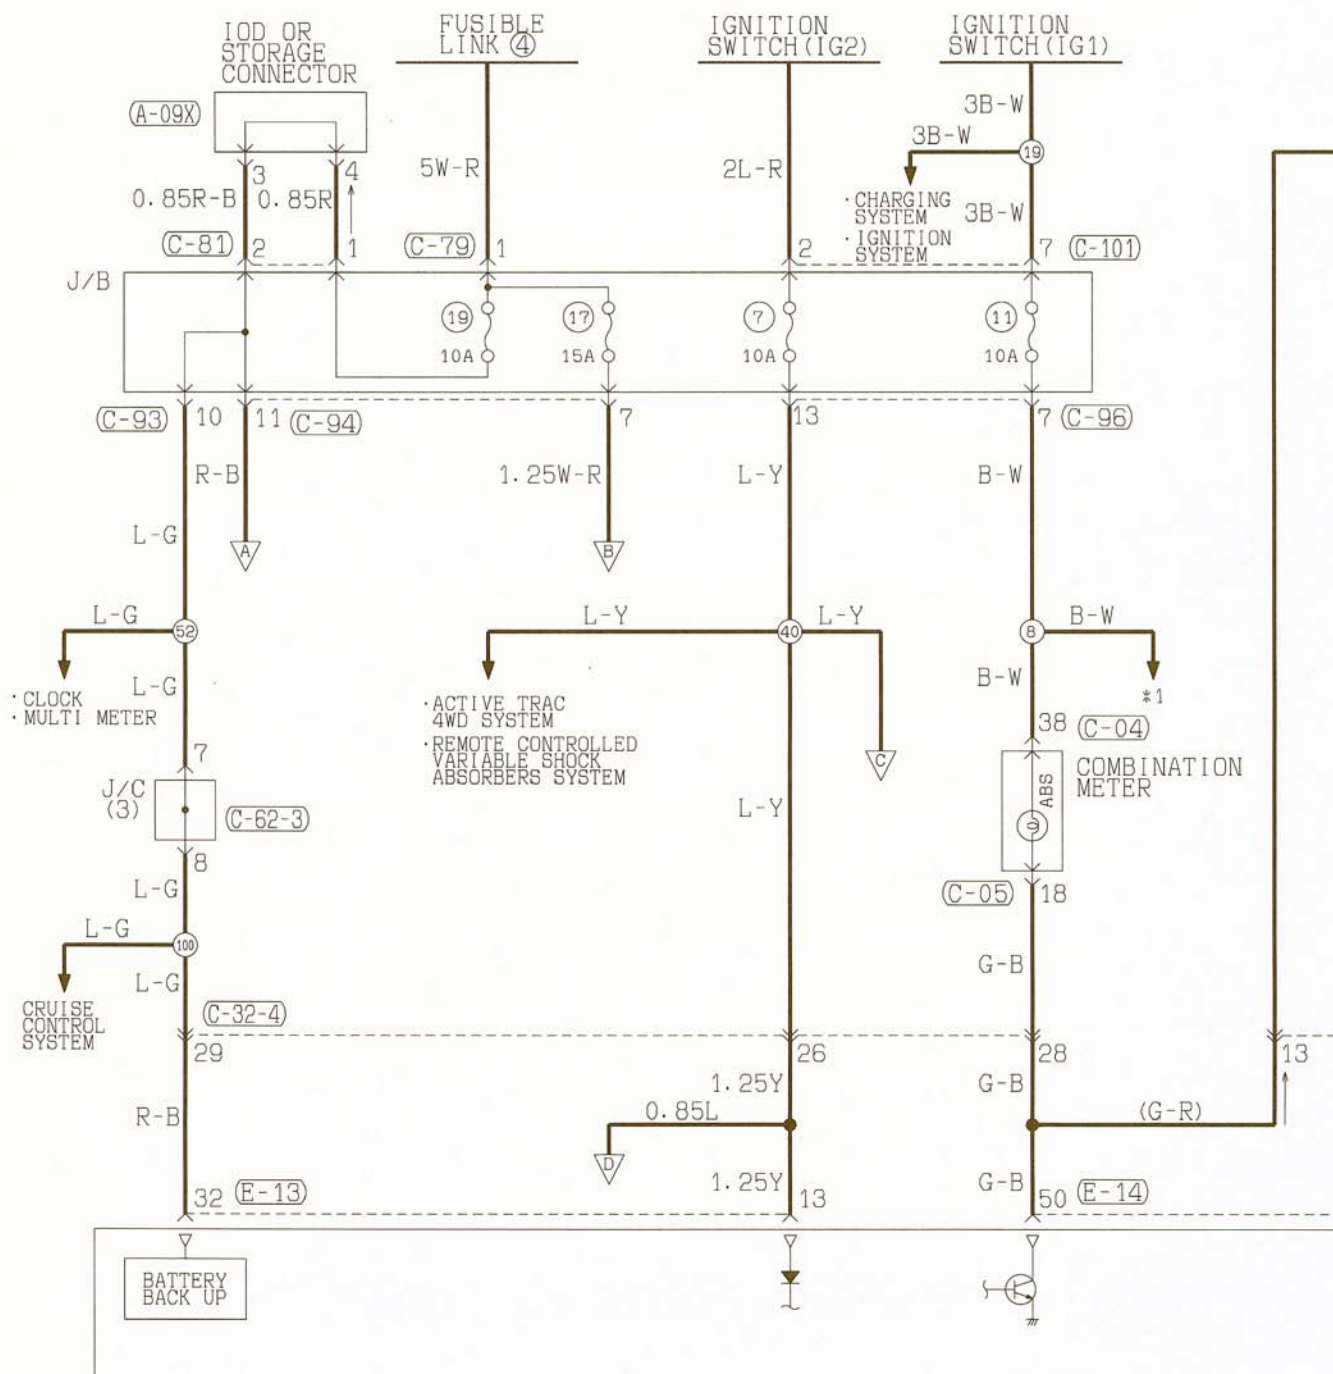 IOD OR
STORAGE
CONNECTOR
FUSIBLE
LINK ④
IGNITION
SWITCH(IG2)
IGNITION
SWITCH(IG1)
A-09X
3B-W
3B-W
19
3
4
5W-R
2L-R
0.85R-B
0.85R
·CHARGING
SYSTEM
·IGNITION
SYSTEM
3B-W
C-81
2
1
C-79
1
2
7
C-101
J/B
19
17
7
11
10A
15A
10A
10A
C-93
10
11
C-94
7
13
7
C-96
R-B
1.25W-R
L-Y
B-W
L-G
A
B
L-G
52
L-Y
40
L-Y
8
B-W
L-G
B-W
·CLOCK
·MULTI METER
·ACTIVE TRAC
4WD SYSTEM
·REMOTE CONTROLLED
VARIABLE SHOCK
ABSORBERS SYSTEM
*1
38
C-04
7
C
J/C
(3)
C-62-3
L-Y
ABS
COMBINATION
METER
8
L-G
C-05
18
L-G
100
L-G
G-B
CRUISE
CONTROL
SYSTEM
C-32-4
29
26
28
13
R-B
1.25Y
G-B
0.85L
(G-R)
D
1.25Y
G-B
32
E-13
13
50
E-14
BATTERY
BACK UP